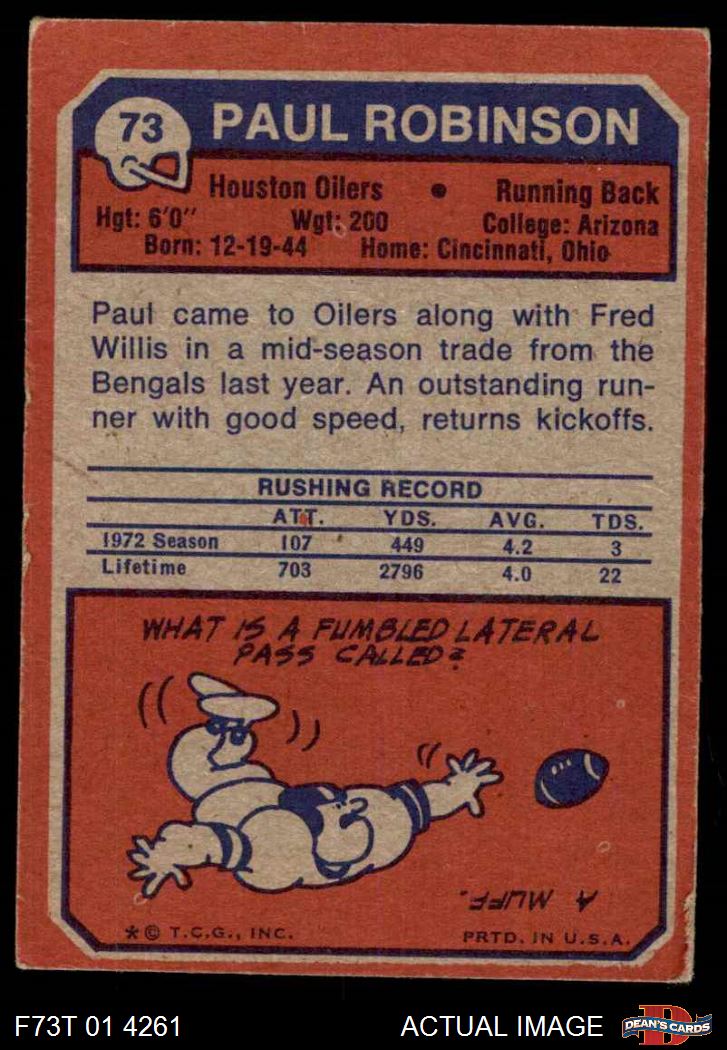 73
PAUL ROBINSON
Houston Oilers • Running Back
Hgt: 6'0" Wgt: 200 College: Arizona
Born: 12-19-44 Home: Cincinnati, Ohio
Paul came to Oilers along with Fred
Willis in a mid-season trade from the
Bengals last year. An outstanding run-
ner with good speed, returns kickoffs.
RUSHING RECORD
ATT. YDS. AVG. TDS.
1972 Season 107 449 4.2 3
Lifetime 703 2796 4.0 22
WHAT IS A FUMBLED LATERAL
PASS CALLED?
A MUFF.
*© T.C.G., INC. PRTD. IN U.S.A.
F73T 01 4261 ACTUAL IMAGE D DEAN'S CARDS